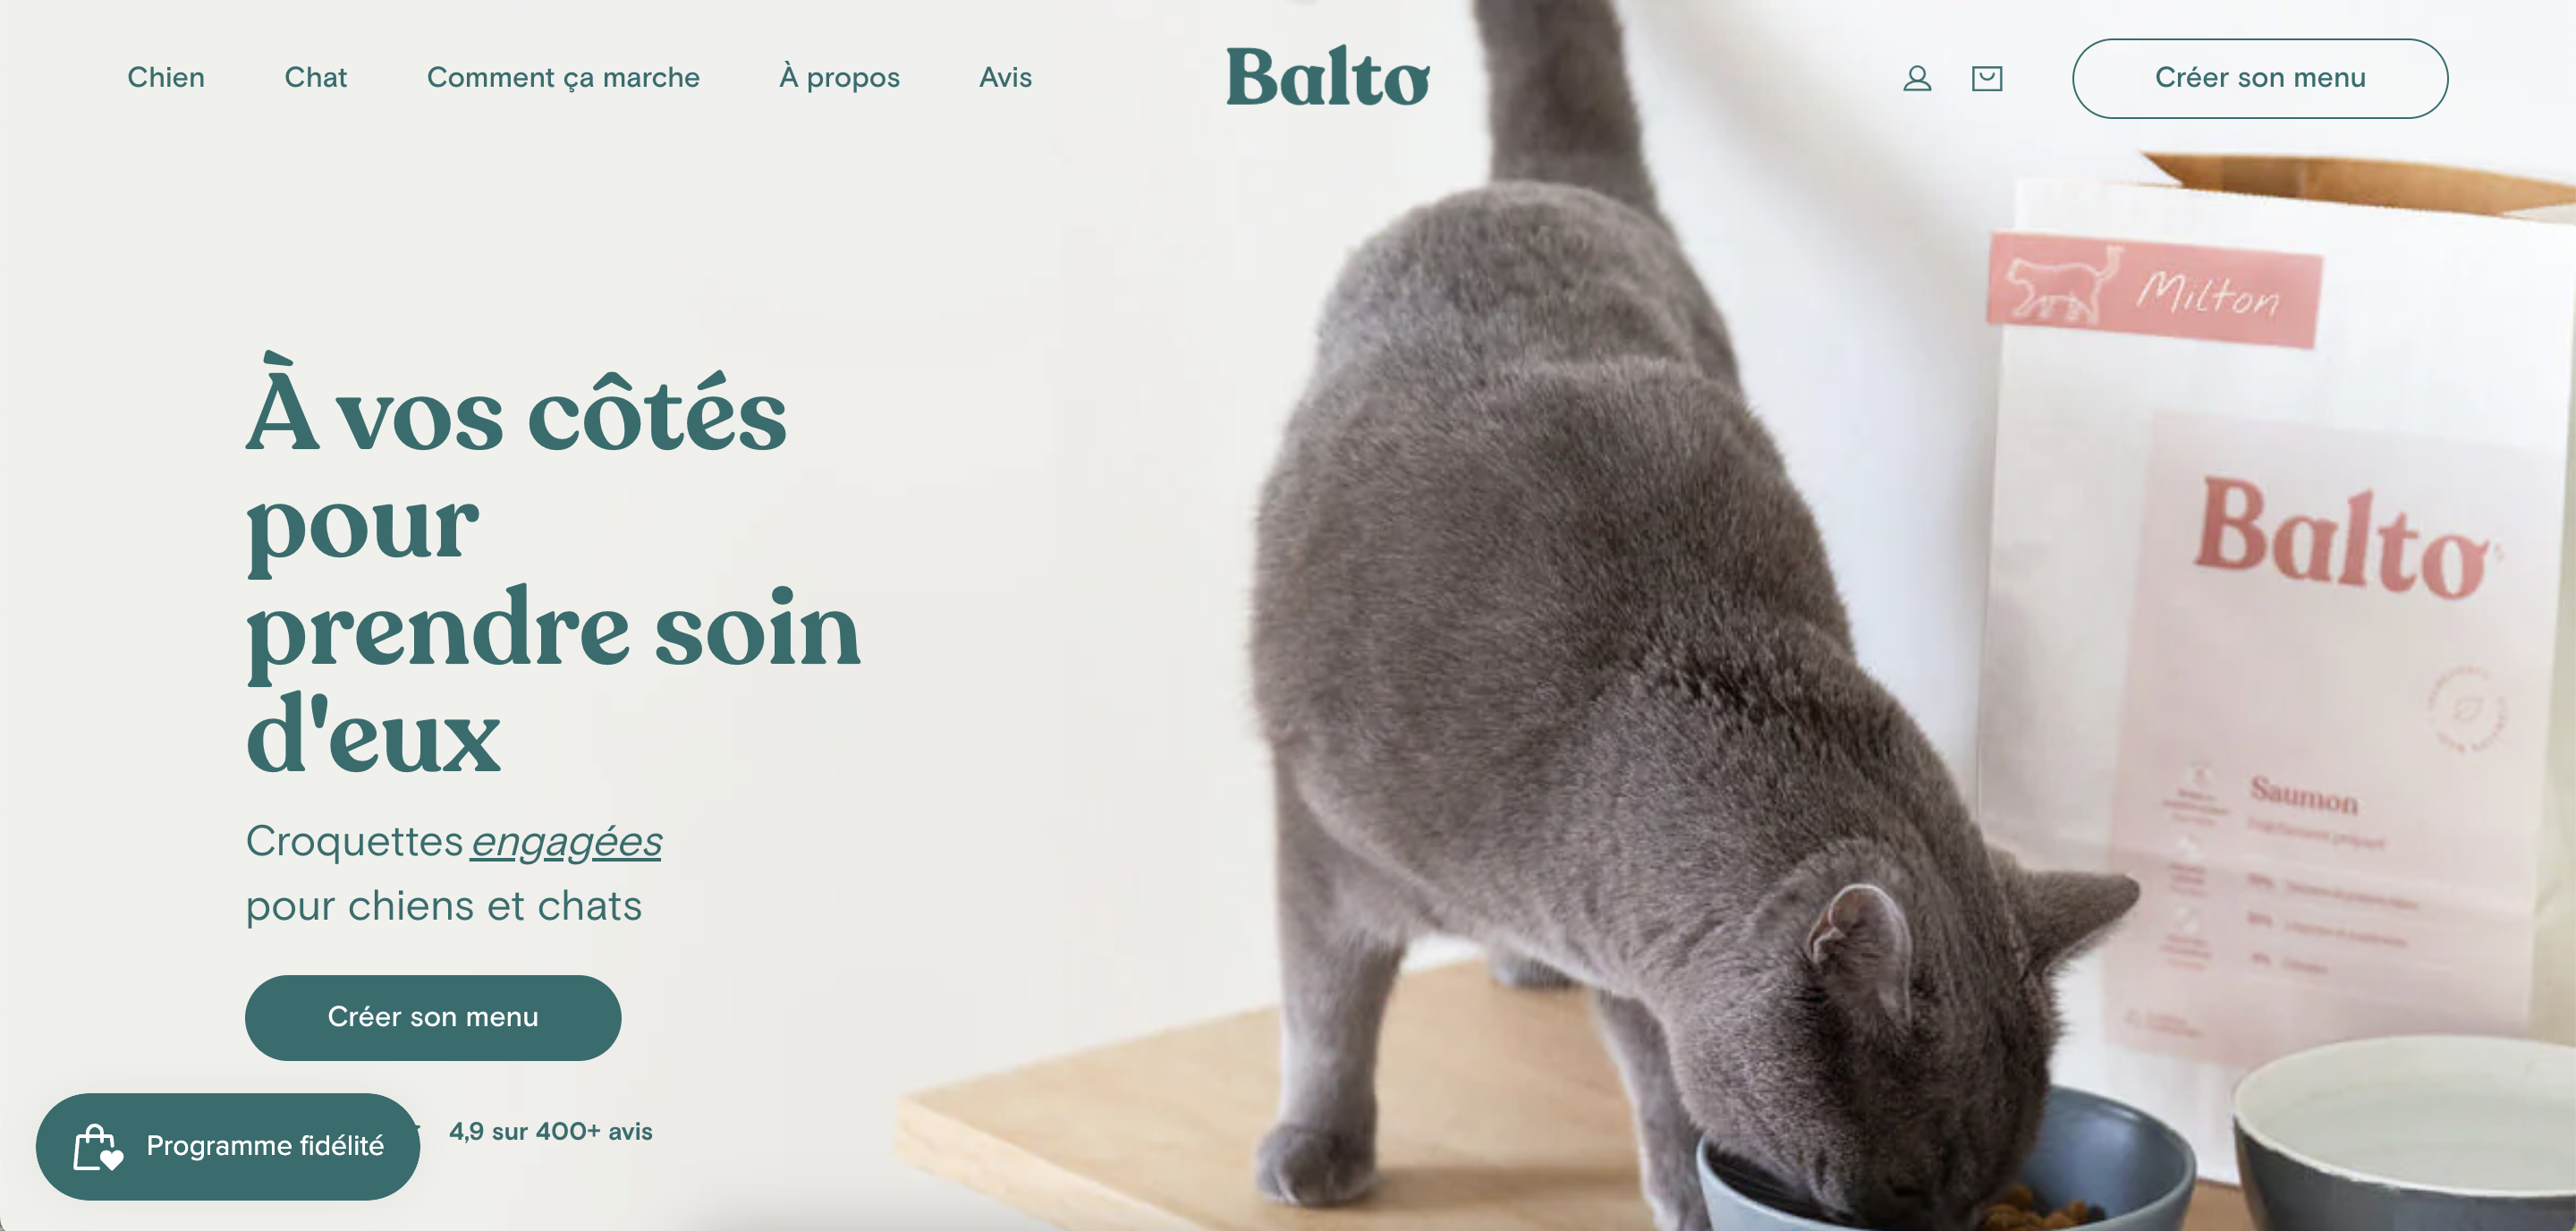 Chien
Chat
Comment ça marche
À propos
Avis
Balto
Créer son menu
À vos côtés
pour
prendre soin
d'eux
Croquettes engagées
pour chiens et chats
Créer son menu
Programme fidélité
4,9 sur 400+ avis
Milton
Balto
Saumon